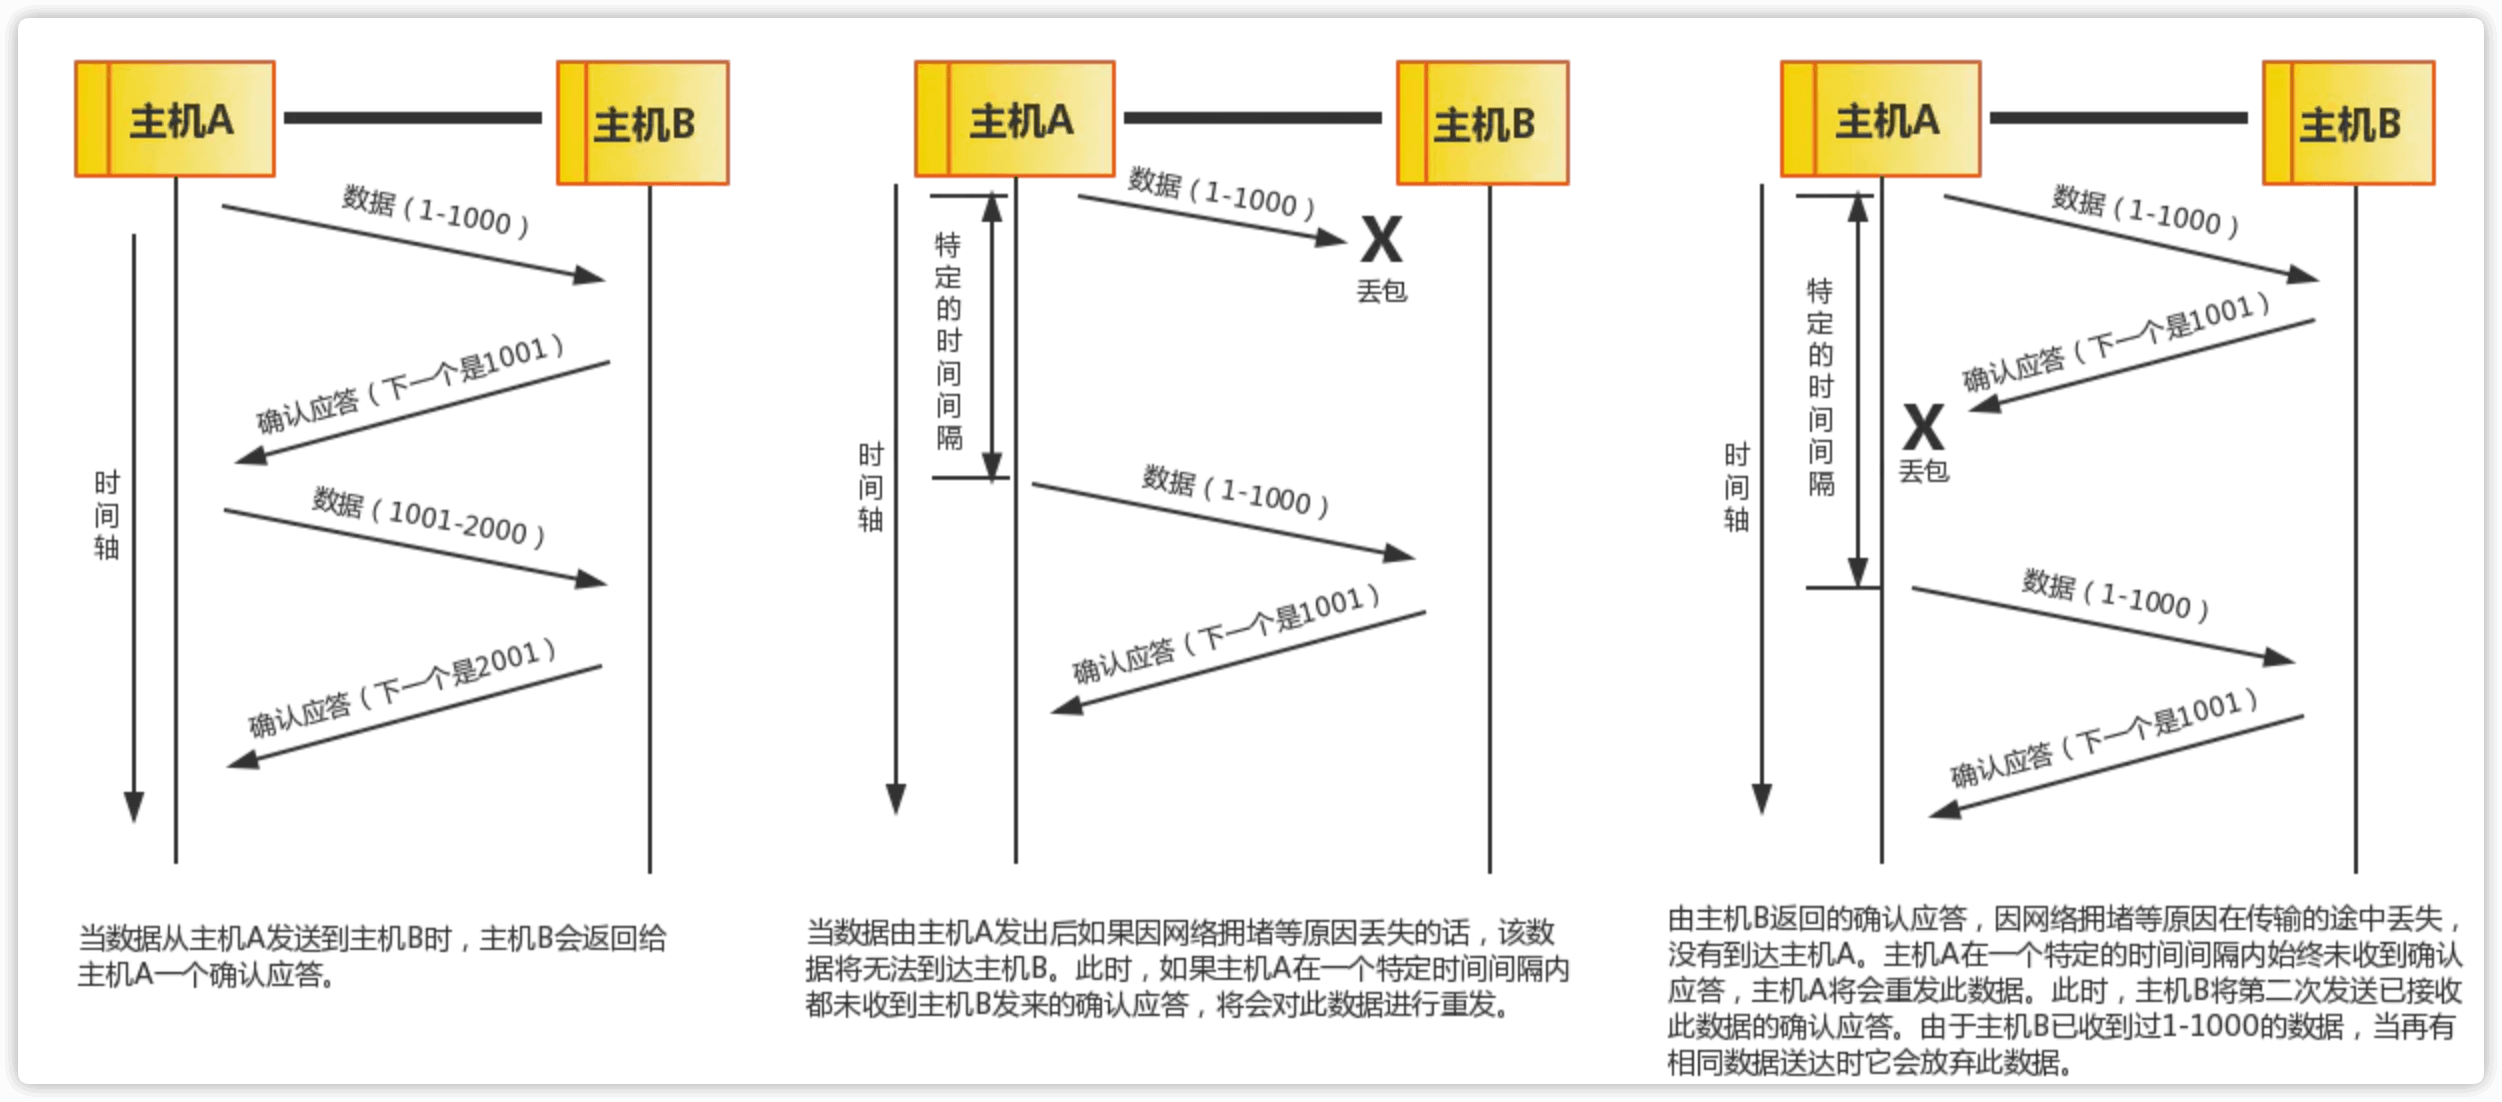 主机A
主机B
数据（1-1000）
确认应答（下一个是1001）
数据（1001-2000）
确认应答（下一个是2001）
时间轴
当数据从主机A发送到主机B时，主机B会返回给
主机A一个确认应答。
主机A
主机B
数据（1-1000）
X
丢包
特定的时间间隔
时间轴
数据（1-1000）
确认应答（下一个是1001）
当数据由主机A发出后如果因网络拥堵等原因丢失的话，该数
据将无法到达主机B。此时，如果主机A在一个特定时间间隔内
都未收到主机B发来的确认应答，将会对此数据进行重发。
主机A
主机B
数据（1-1000）
确认应答（下一个是1001）
X
丢包
特定的时间间隔
时间轴
数据（1-1000）
确认应答（下一个是1001）
由主机B返回的确认应答，因网络拥堵等原因在传输的途中丢失，
没有到达主机A。主机A在一个特定的时间间隔内始终未收到确认
应答，主机A将会重发此数据。此时，主机B将第二次发送已接收
此数据的确认应答。由于主机B已收到过1-1000的数据，当再有
相同数据送达时它会放弃此数据。